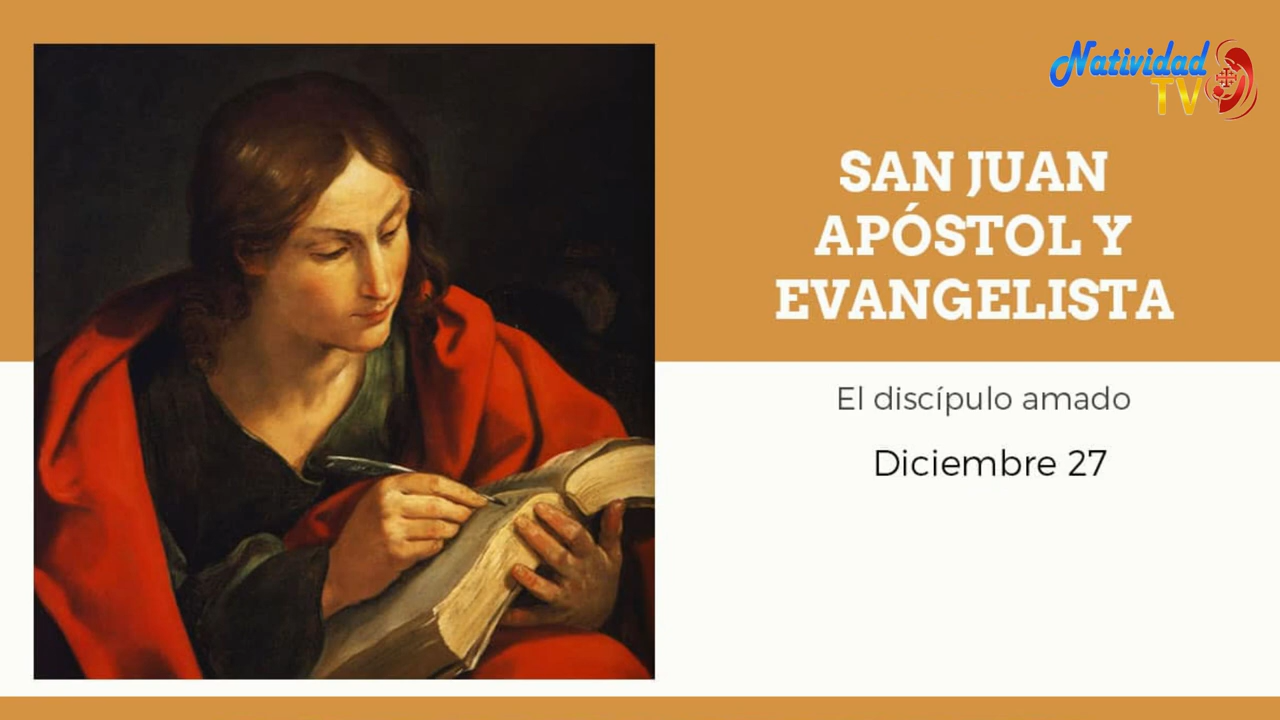 Natividad
TV
SAN JUAN
APÓSTOL Y
EVANGELISTA
El discípulo amado
Diciembre 27